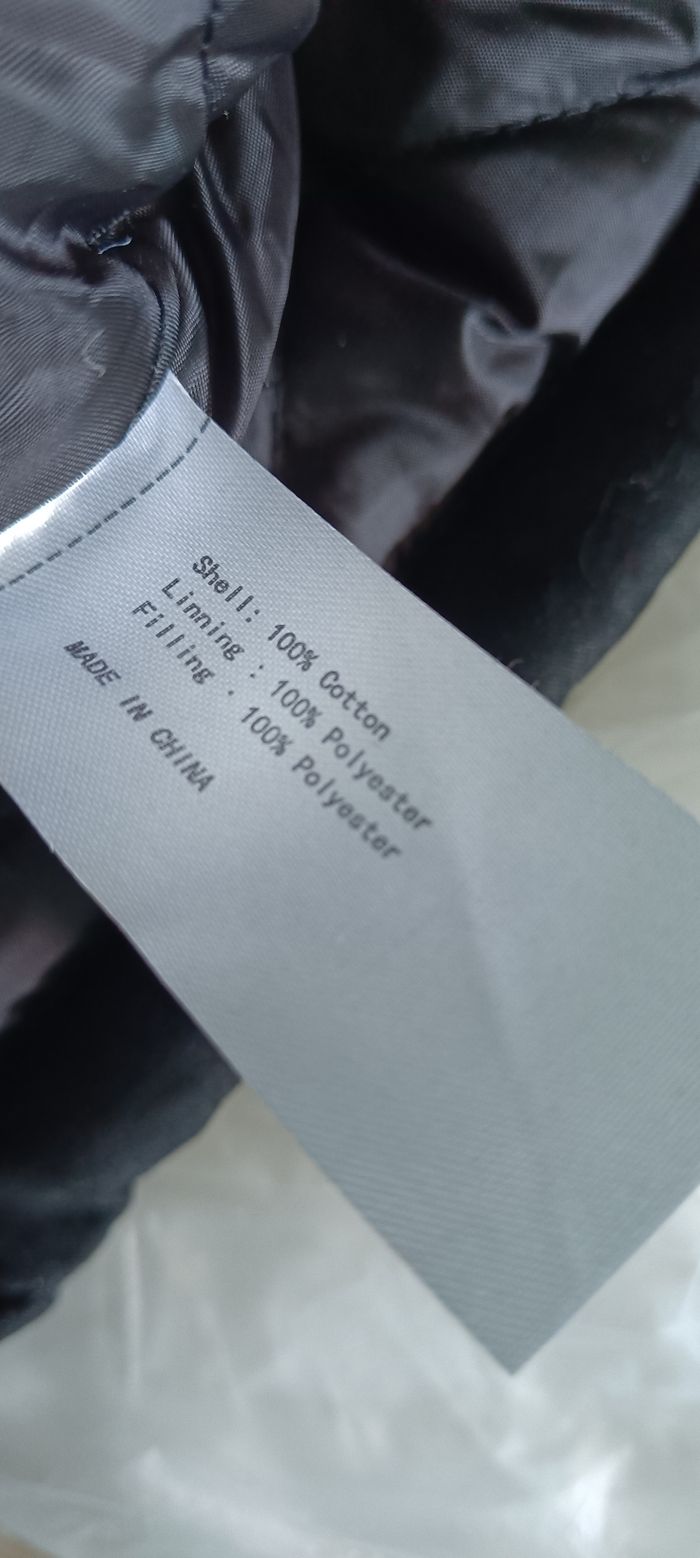 Shell: 100% Cotton
Linning : 100% Polyester
Filling : 100% Polyester
MADE IN CHINA